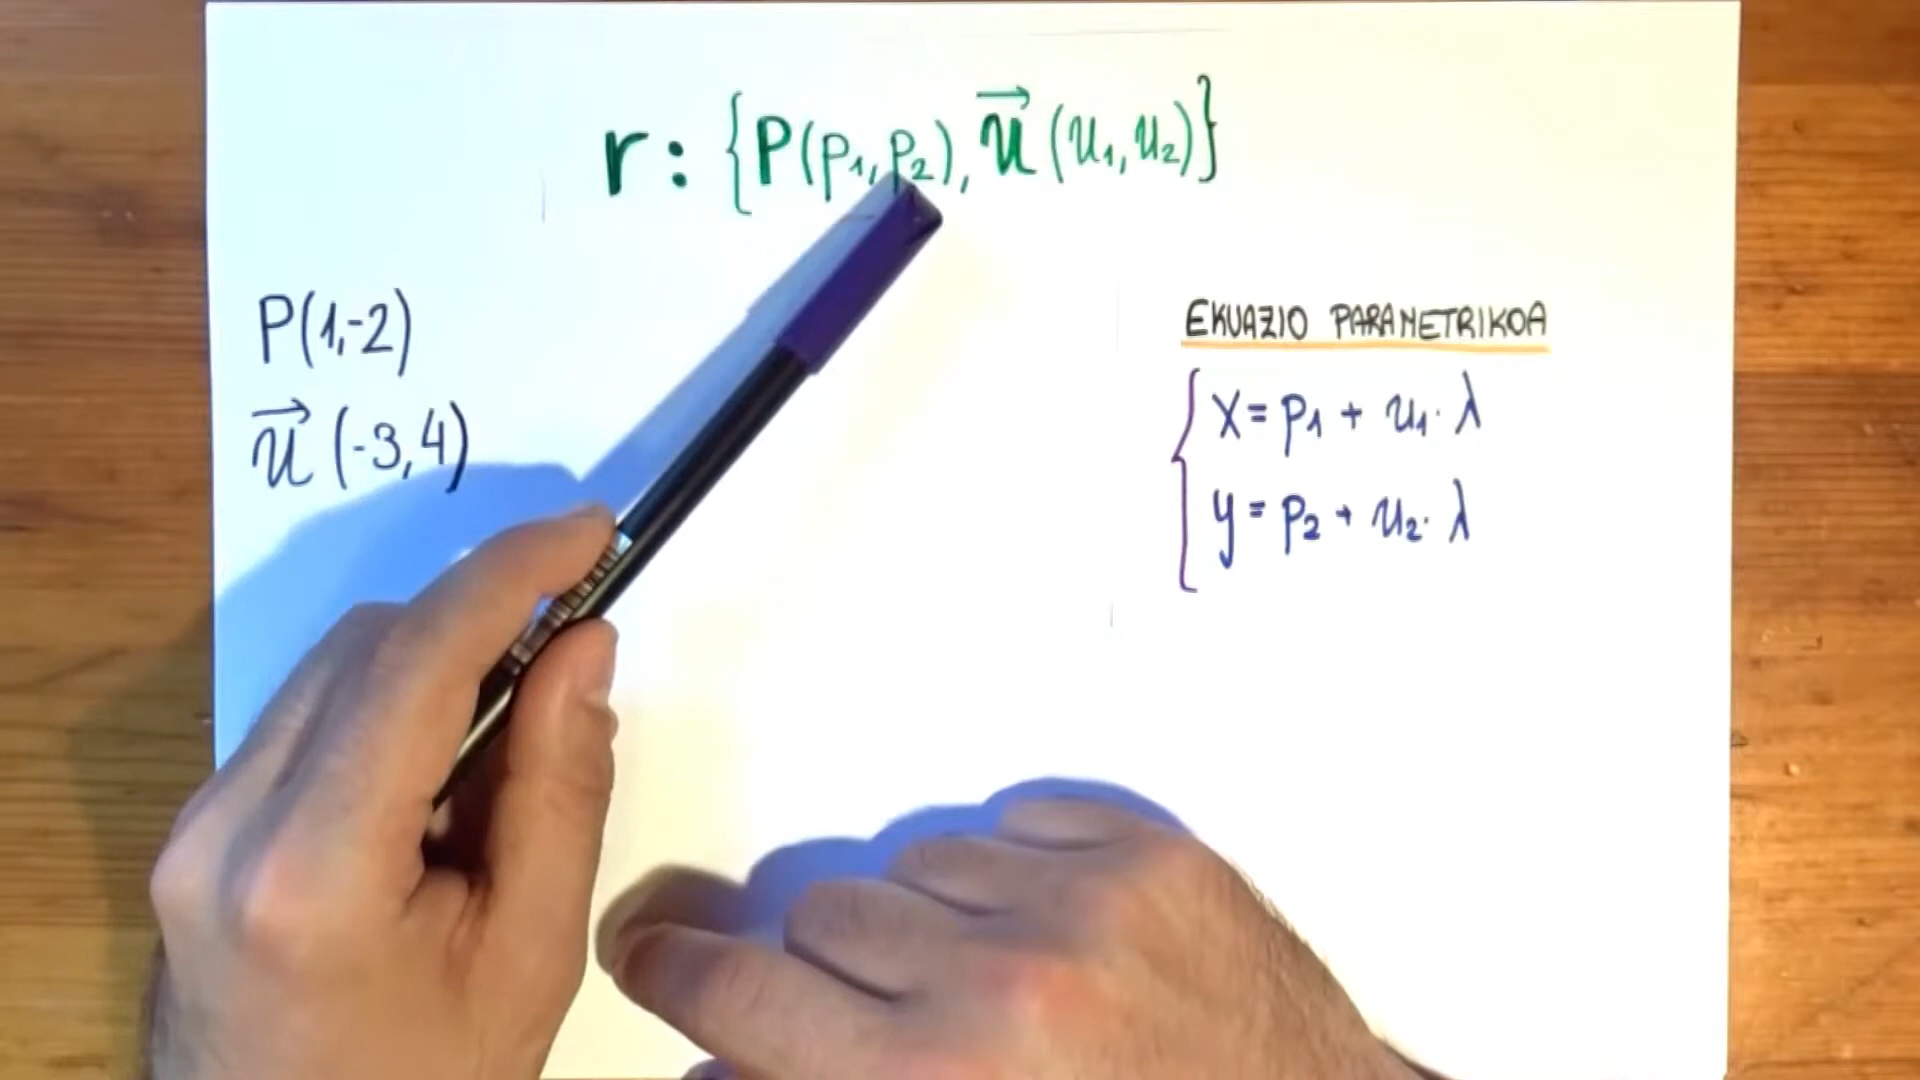 r: {P(p₁,p₂), u⃗(u₁,u₂)}
P(1,-2)
u⃗(-3,4)
EKUAZIO PARAMETRIKOA
x= p₁ + u₁· λ
y= p₂ + u₂· λ